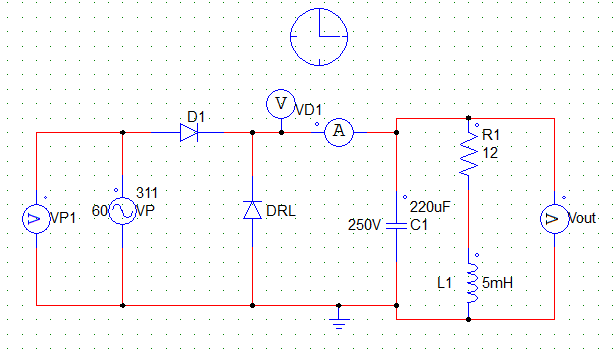 V
VD1
D1
A
R1
12
311
60
VP
V
VP1
DRL
220uF
250V
C1
V
Vout
L1
5mH